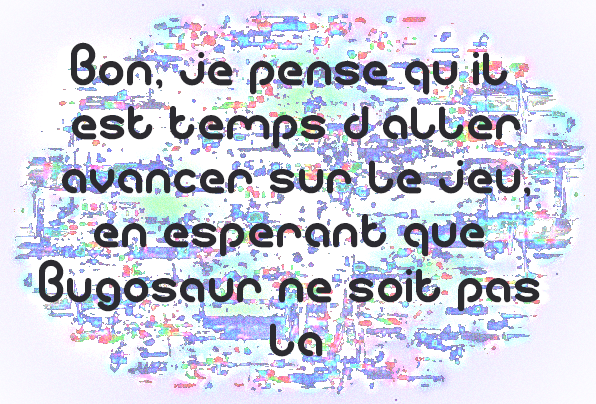 Bon, je pense qu il
est temps d aller
avancer sur le jeu,
en esperant que
Bugosaur ne soit pas
la